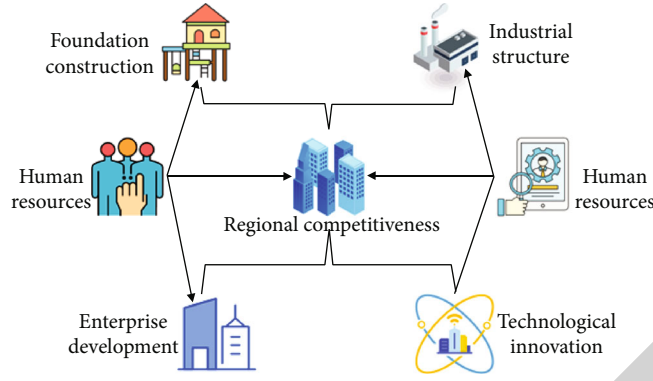 Foundation
construction
Industrial
structure
Human
resources
Human
resources
Regional competitiveness
Enterprise
development
Technological
innovation